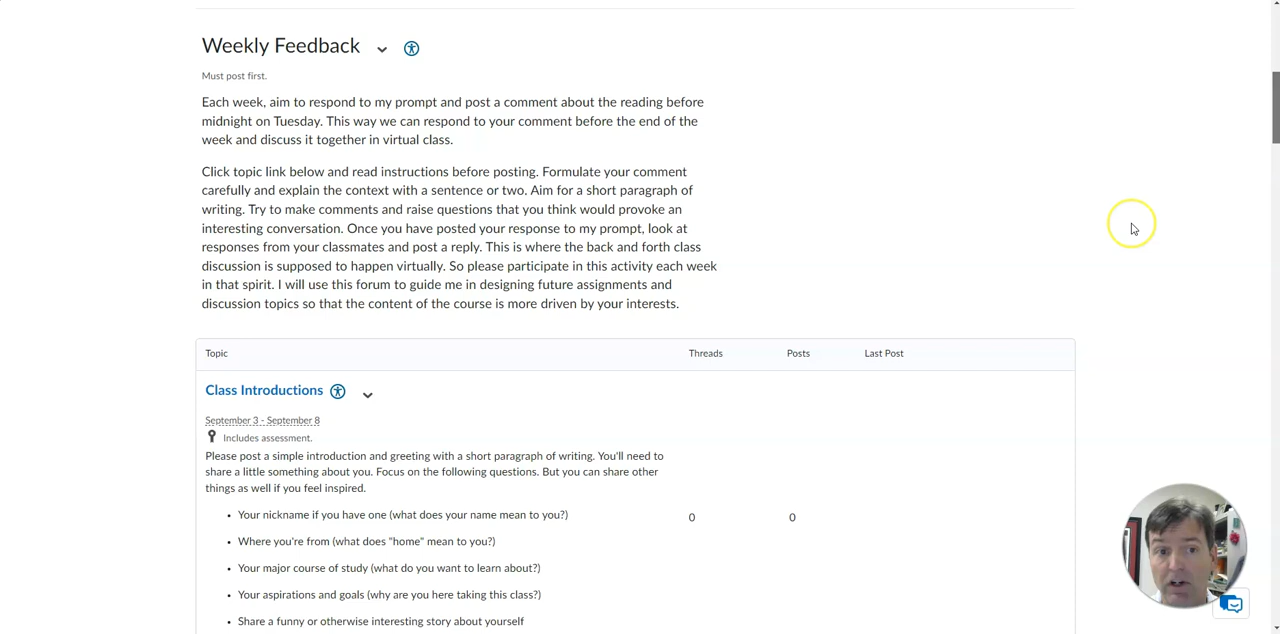 Weekly Feedback
Must post first.
Each week, aim to respond to my prompt and post a comment about the reading before
midnight on Tuesday. This way we can respond to your comment before the end of the
week and discuss it together in virtual class.
Click topic link below and read instructions before posting. Formulate your comment
carefully and explain the context with a sentence or two. Aim for a short paragraph of
writing. Try to make comments and raise questions that you think would provoke an
interesting conversation. Once you have posted your response to my prompt, look at
responses from your classmates and post a reply. This is where the back and forth class
discussion is supposed to happen virtually. So please participate in this activity each week
in that spirit. I will use this forum to guide me in designing future assignments and
discussion topics so that the content of the course is more driven by your interests.
Topic Threads Posts Last Post
Class Introductions
September 3 - September 8
Includes assessment.
Please post a simple introduction and greeting with a short paragraph of writing. You'll need to
share a little something about you. Focus on the following questions. But you can share other
things as well if you feel inspired.
• Your nickname if you have one (what does your name mean to you?) 0 0
• Where you're from (what does "home" mean to you?)
• Your major course of study (what do you want to learn about?)
• Your aspirations and goals (why are you here taking this class?)
• Share a funny or otherwise interesting story about yourself